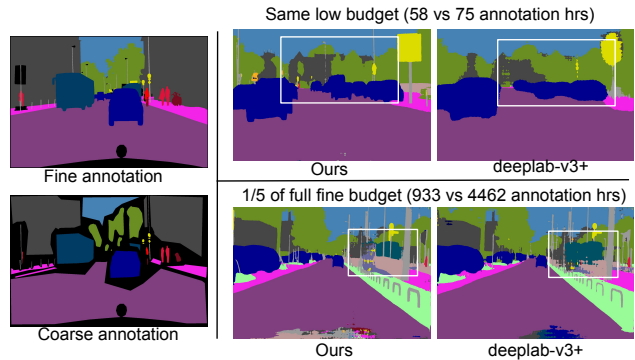 Same low budget (58 vs 75 annotation hrs)
Fine annotation
Ours
deeplab-v3+
1/5 of full fine budget (933 vs 4462 annotation hrs)
Coarse annotation
Ours
deeplab-v3+